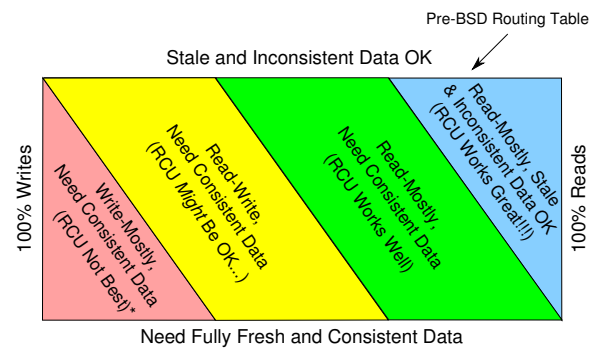 Pre-BSD Routing Table
Stale and Inconsistent Data OK
100% Writes
Write-Mostly,
Need Consistent Data
(RCU Not Best)*
Read-Write,
Need Consistent Data
(RCU Might Be OK...)
Read-Mostly,
Need Consistent Data
(RCU Works Well)
Read-Mostly, Stale
& Inconsistent Data OK
(RCU Works Great!!!)
100% Reads
Need Fully Fresh and Consistent Data